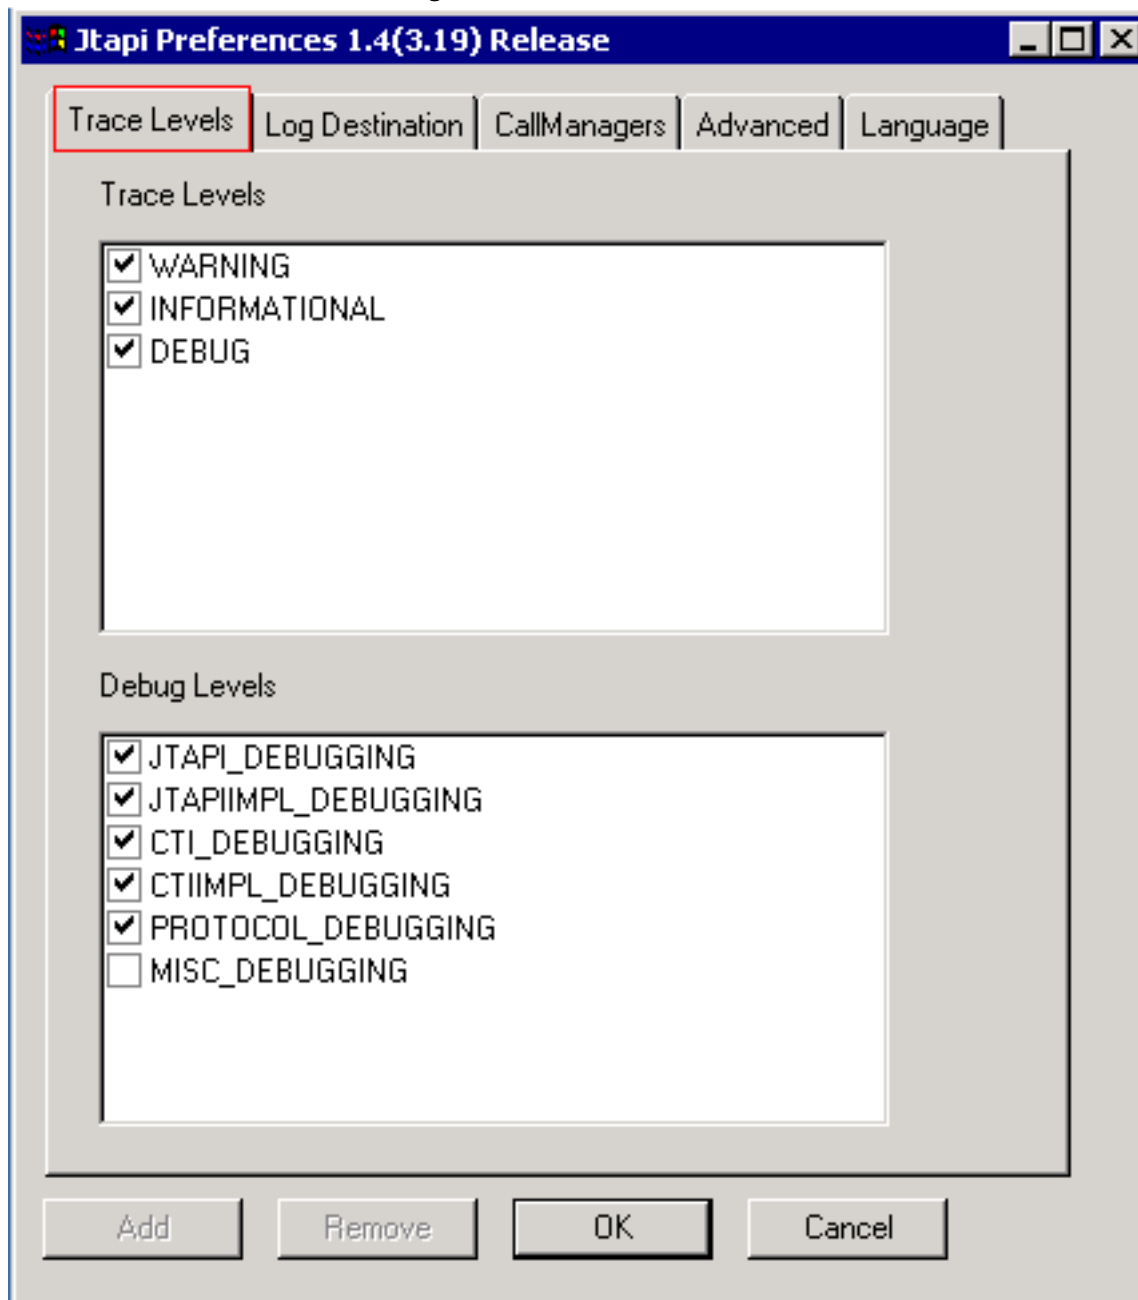 Jtapi Preferences 1.4(3.19) Release
Trace Levels Log Destination CallManagers Advanced Language
Trace Levels
WARNING
INFORMATIONAL
DEBUG
Debug Levels
JTAPI_DEBUGGING
JTAPIIMPL_DEBUGGING
CTI_DEBUGGING
CTIIMPL_DEBUGGING
PROTOCOL_DEBUGGING
MISC_DEBUGGING
Add Remove OK Cancel